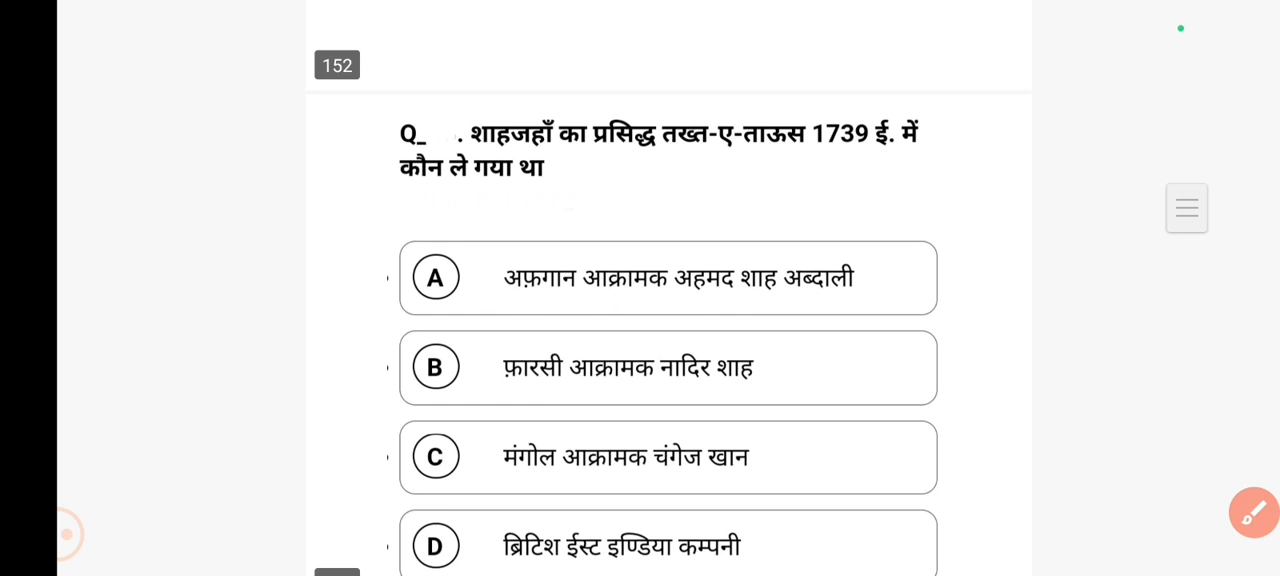 152
Q_ . शाहजहाँ का प्रसिद्ध तख्त-ए-ताऊस 1739 ई. में
कौन ले गया था
A अफ़गान आक्रामक अहमद शाह अब्दाली
B फ़ारसी आक्रामक नादिर शाह
C मंगोल आक्रामक चंगेज खान
D ब्रिटिश ईस्ट इण्डिया कम्पनी